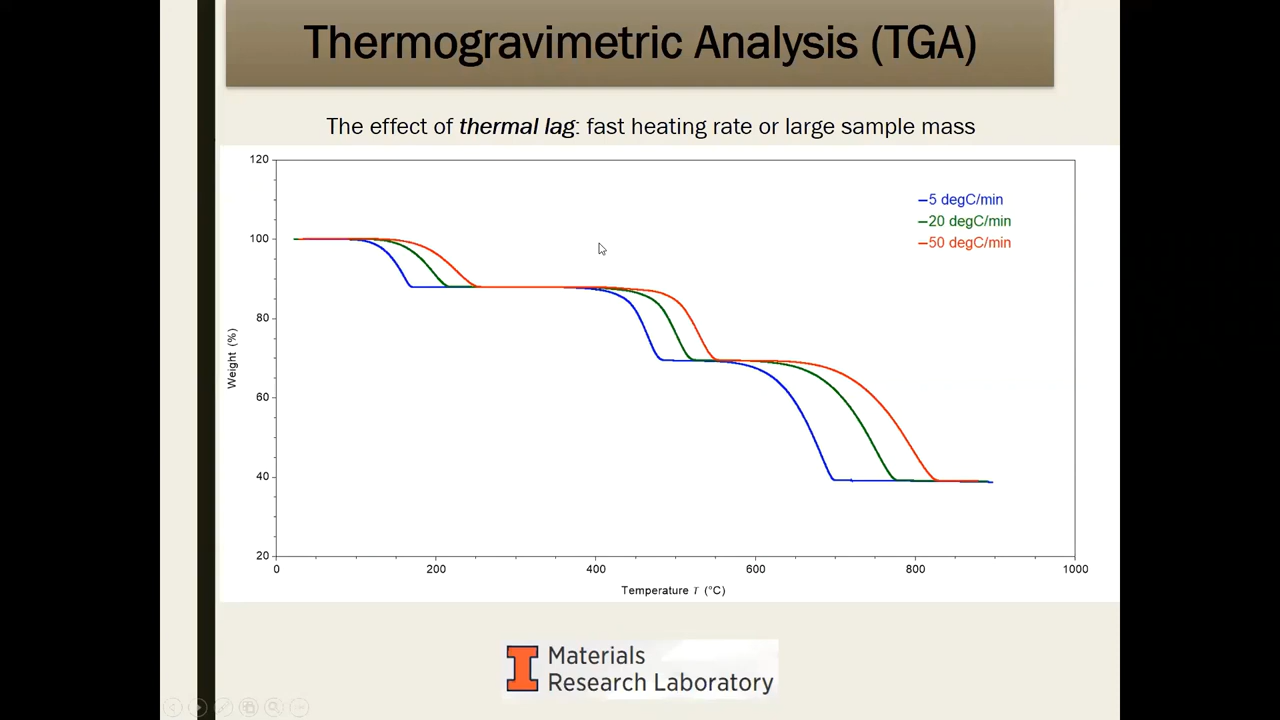 Thermogravimetric Analysis (TGA)
The effect of thermal lag: fast heating rate or large sample mass
120
100
80
60
40
20
Weight (%)
5 degC/min
20 degC/min
50 degC/min
0 200 400 600 800 1000
Temperature T (°C)
Materials
Research Laboratory